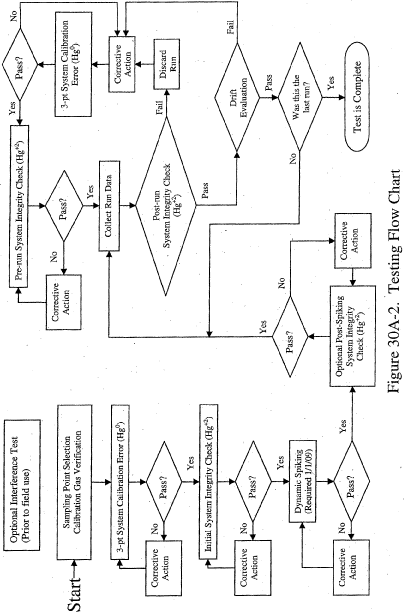 Optional Interference Test
(Prior to field use)
Start
Sampling Point Selection
Calibration Gas Verification
3-pt System Calibration Error (Hg⁰)
Pass?
No
Corrective
Action
Yes
Initial System Integrity Check (Hg⁺²)
Pass?
No
Corrective
Action
Yes
Dynamic Spiking
(Required 1/1/09)
Pass?
No
Corrective
Action
Yes
Optional Post-Spiking
System Integrity
Check (Hg⁺²)
Pass?
No
Corrective
Action
Yes
No
Pass?
Yes
3-pt System Calibration
Error (Hg⁰)
Corrective
Action
Pre-run System Integrity Check (Hg⁺²)
Pass?
No
Corrective
Action
Yes
Collect Run Data
Post-run
System Integrity Check
(Hg⁺²)
Fail
Discard
Run
Pass
Drift
Evaluation
Fail
Pass
Was this the
last run?
No
Yes
Test is Complete
Figure 30A-2. Testing Flow Chart